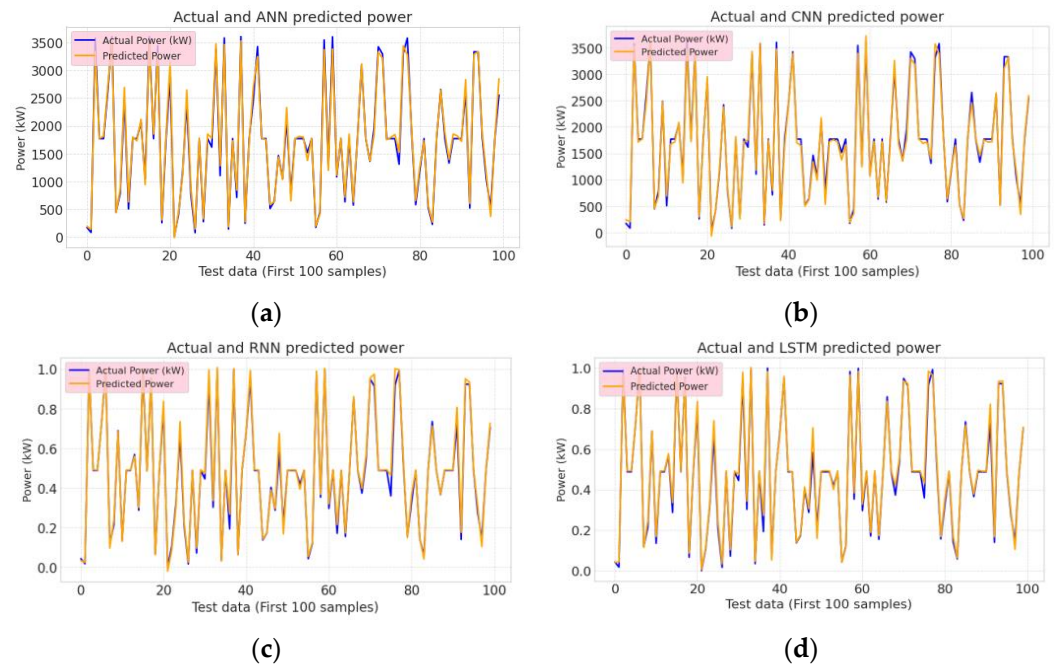 Actual and ANN predicted power
Actual Power (kW)
Predicted Power
Power (kW)
3500
3000
2500
2000
1500
1000
500
0
0 20 40 60 80 100
Test data (First 100 samples)
(a)
Actual and CNN predicted power
Actual Power (kW)
Predicted Power
Power (kW)
3500
3000
2500
2000
1500
1000
500
0
0 20 40 60 80 100
Test data (First 100 samples)
(b)
Actual and RNN predicted power
Actual Power (kW)
Predicted Power
Power (kW)
1.0
0.8
0.6
0.4
0.2
0.0
0 20 40 60 80 100
Test data (First 100 samples)
(c)
Actual and LSTM predicted power
Actual Power (kW)
Predicted Power
Power (kW)
1.0
0.8
0.6
0.4
0.2
0.0
0 20 40 60 80 100
Test data (First 100 samples)
(d)